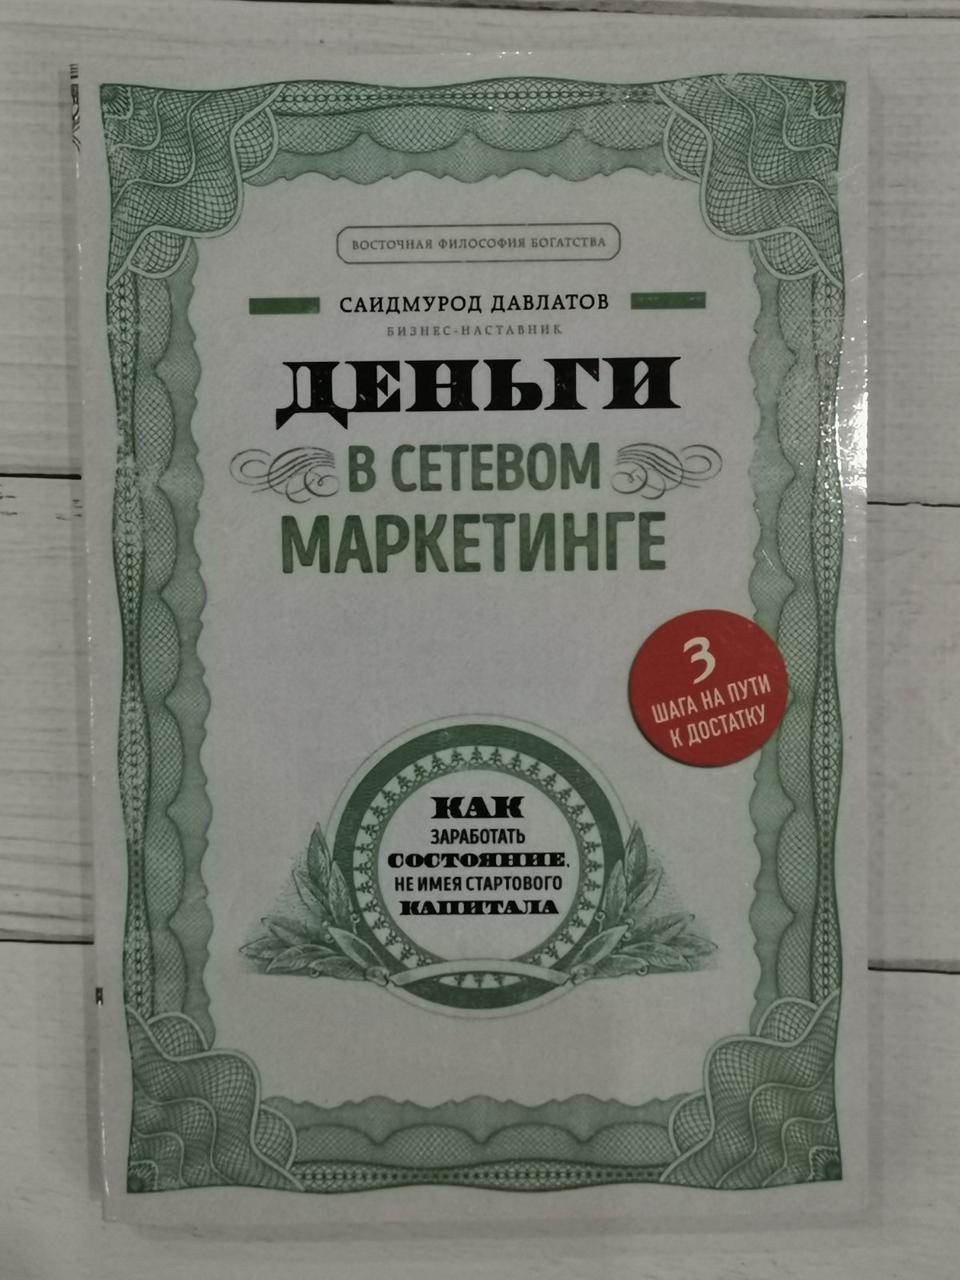 ВОСТОЧНАЯ ФИЛОСОФИЯ БОГАТСТВА
САИДМУРОД ДАВЛАТОВ
БИЗНЕС-НАСТАВНИК
ДЕНЬГИ
В СЕТЕВОМ
МАРКЕТИНГЕ
3
ШАГА НА ПУТИ
К ДОСТАТКУ
КАК
ЗАРАБОТАТЬ
СОСТОЯНИЕ,
НЕ ИМЕЯ СТАРТОВОГО
КАПИТАЛА